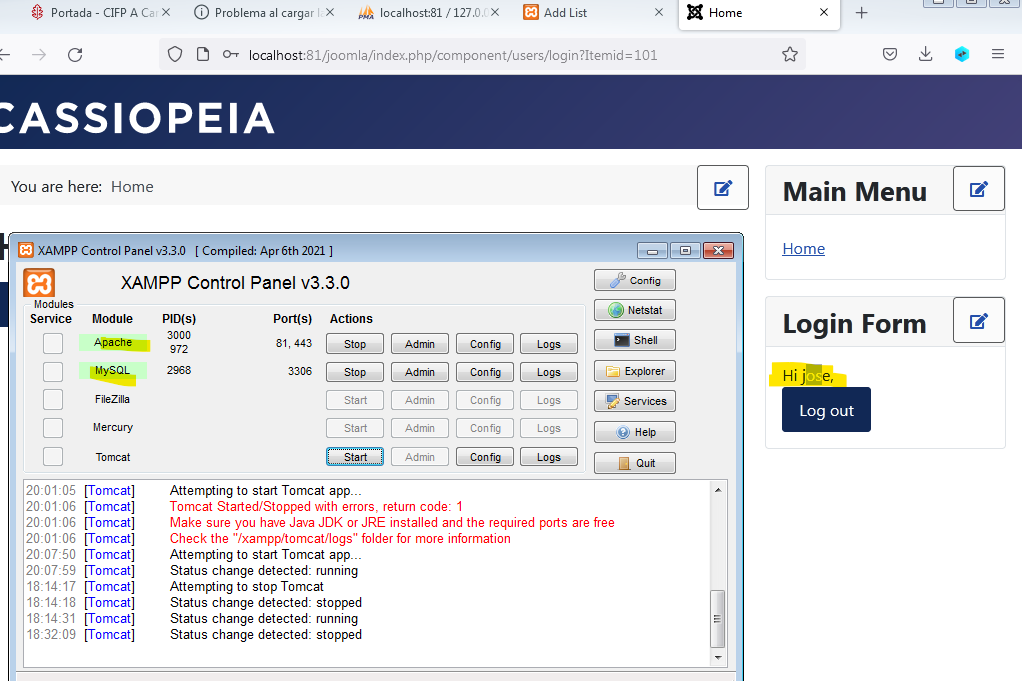 Portada - CIFP A Car
Problema al cargar l
localhost:81 / 127.0.0
Add List
Home
localhost:81/joomla/index.php/component/users/login?Itemid=101
CASSIOPEIA
You are here: Home
Main Menu
Home
Login Form
Hi jose,
Log out
XAMPP Control Panel v3.3.0 [ Compiled: Apr 6th 2021 ]
XAMPP Control Panel v3.3.0
Config
Netstat
Shell
Explorer
Services
Help
Quit
Modules
Service Module PID(s) Port(s) Actions
Apache 3000 972 81, 443 Stop Admin Config Logs
MySQL 2968 3306 Stop Admin Config Logs
FileZilla Start Admin Config Logs
Mercury Start Admin Config Logs
Tomcat Start Admin Config Logs
20:01:05 [Tomcat] Attempting to start Tomcat app...
20:01:06 [Tomcat] Tomcat Started/Stopped with errors, return code: 1
20:01:06 [Tomcat] Make sure you have Java JDK or JRE installed and the required ports are free
20:01:06 [Tomcat] Check the "/xampp/tomcat/logs" folder for more information
20:07:50 [Tomcat] Attempting to start Tomcat app...
20:07:59 [Tomcat] Status change detected: running
18:14:17 [Tomcat] Attempting to stop Tomcat
18:14:18 [Tomcat] Status change detected: stopped
18:14:31 [Tomcat] Status change detected: running
18:32:09 [Tomcat] Status change detected: stopped